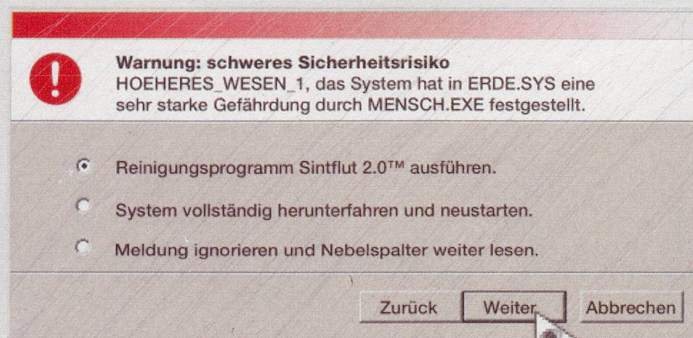 Warnung: schweres Sicherheitsrisiko
HOEHERES_WESEN_1, das System hat in ERDE.SYS eine
sehr starke Gefährdung durch MENSCH.EXE festgestellt.
Reinigungsprogramm Sintflut 2.0™ ausführen.
System vollständig herunterfahren und neustarten.
Meldung ignorieren und Nebelspalter weiter lesen.
Zurück Weiter Abbrechen